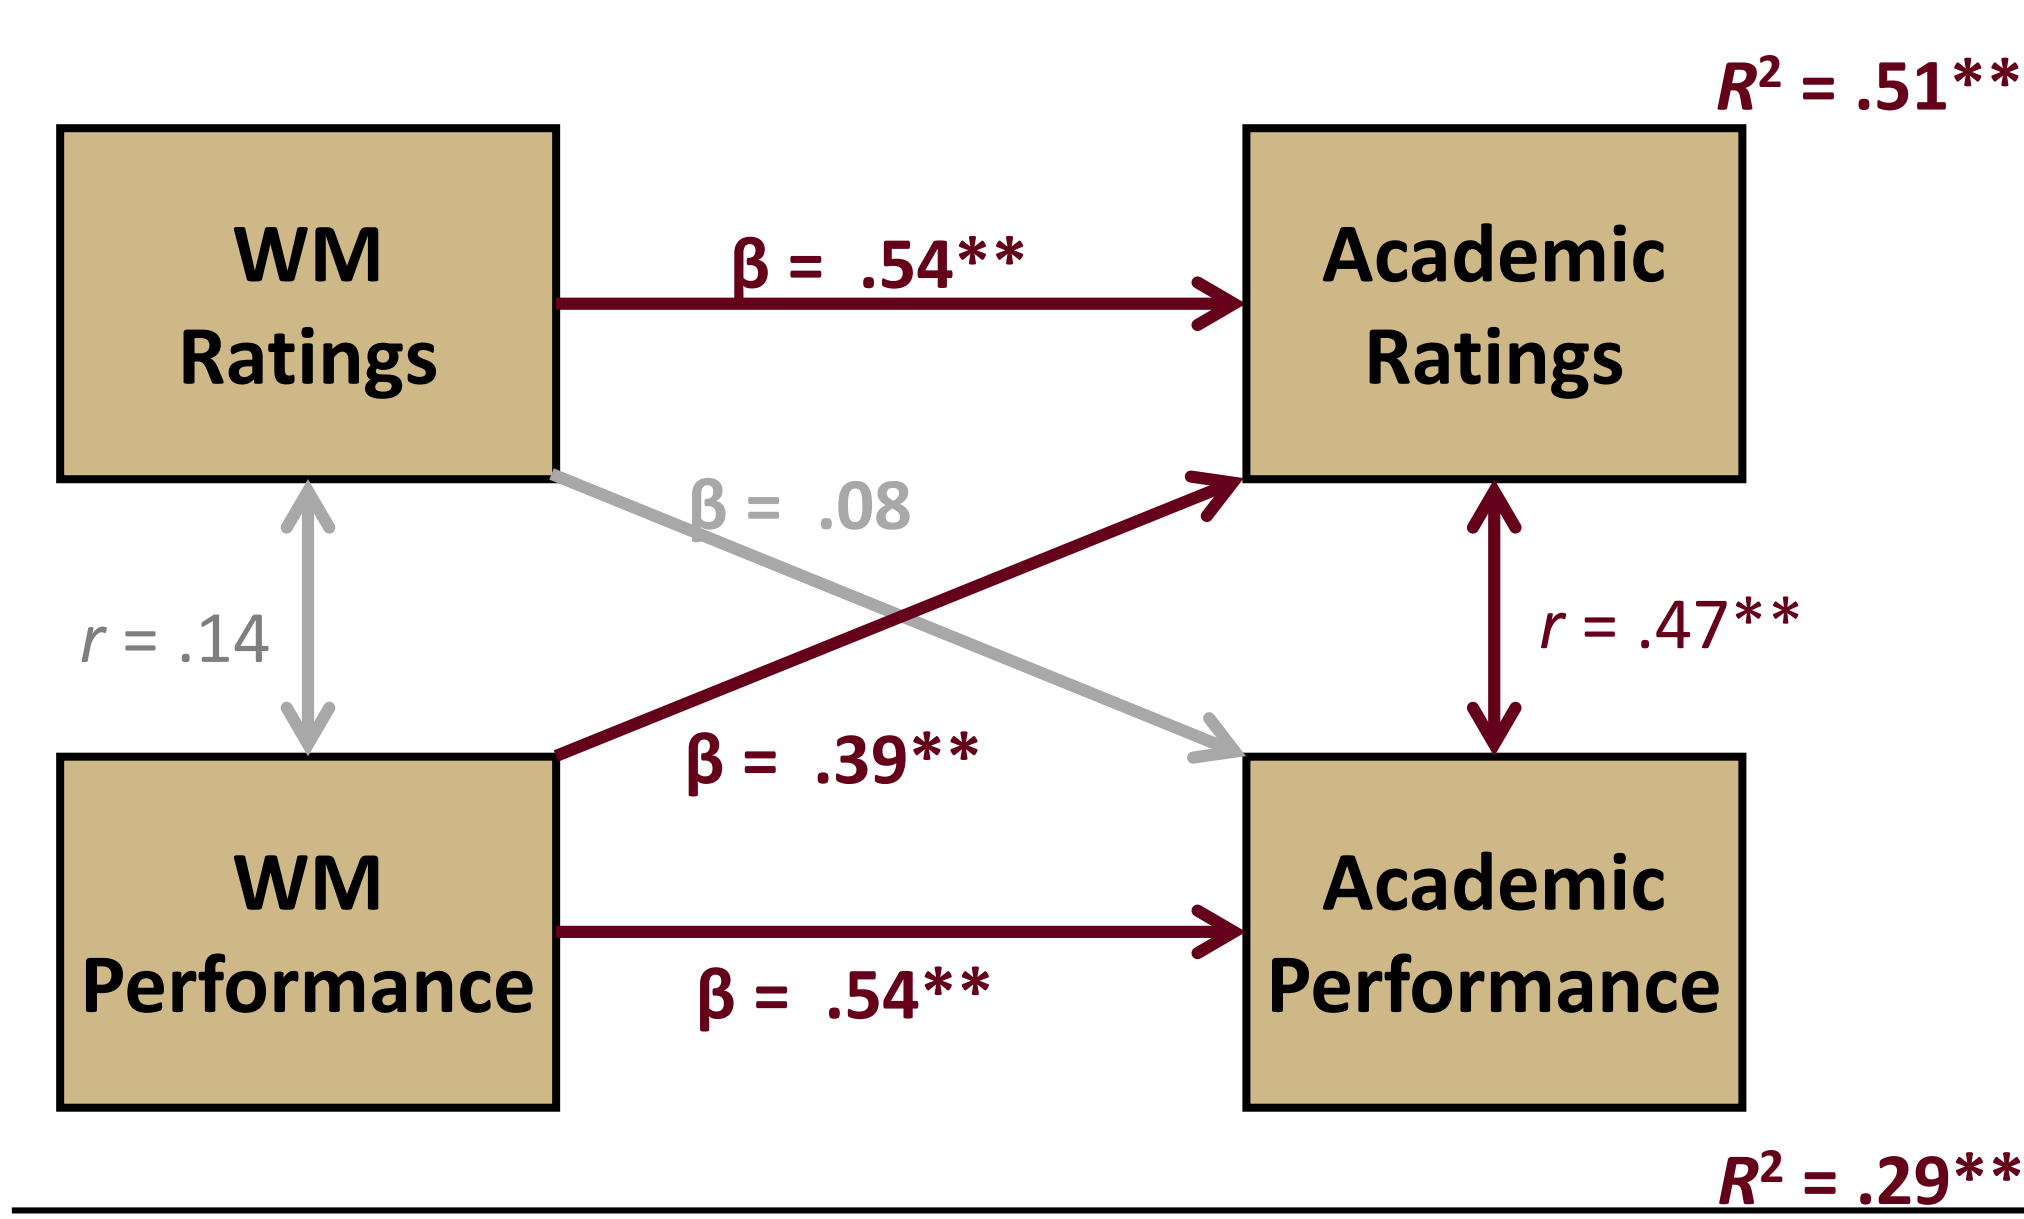 R² = .51**
WM
Ratings
β = .54**
Academic
Ratings
β = .08
r = .14
r = .47**
β = .39**
WM
Performance
β = .54**
Academic
Performance
R² = .29**